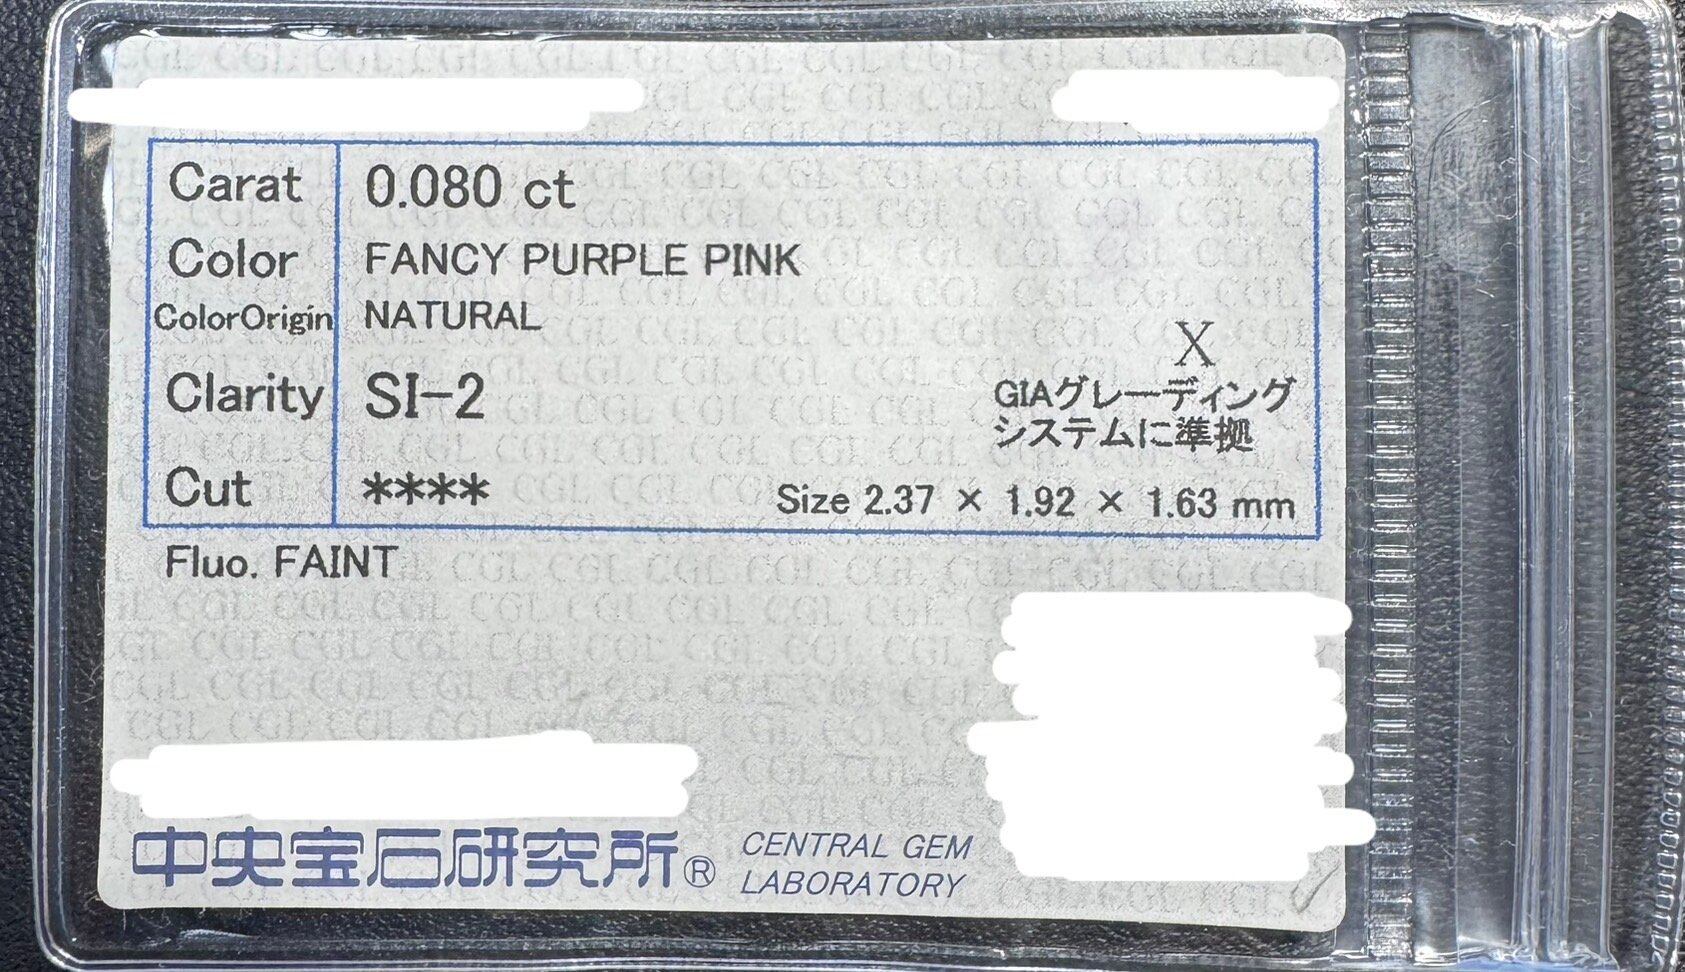 Carat 0.080 ct
Color FANCY PURPLE PINK
ColorOrigin NATURAL
X
Clarity SI-2 GIAグレーディング
システムに準拠
Cut **** Size 2.37 × 1.92 × 1.63 mm
Fluo. FAINT
中央宝石研究所® CENTRAL GEM
LABORATORY